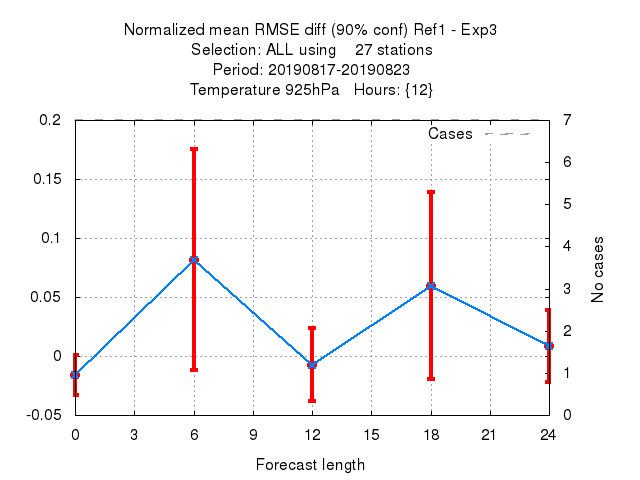 Normalized mean RMSE diff (90% conf) Ref1 - Exp3
Selection: ALL using    27 stations
Period: 20190817-20190823
Temperature 925hPa   Hours: {12}
Cases
0.2
0.15
0.1
0.05
0
-0.05
7
6
5
4
3
2
1
0
No cases
0 3 6 9 12 15 18 21 24
Forecast length